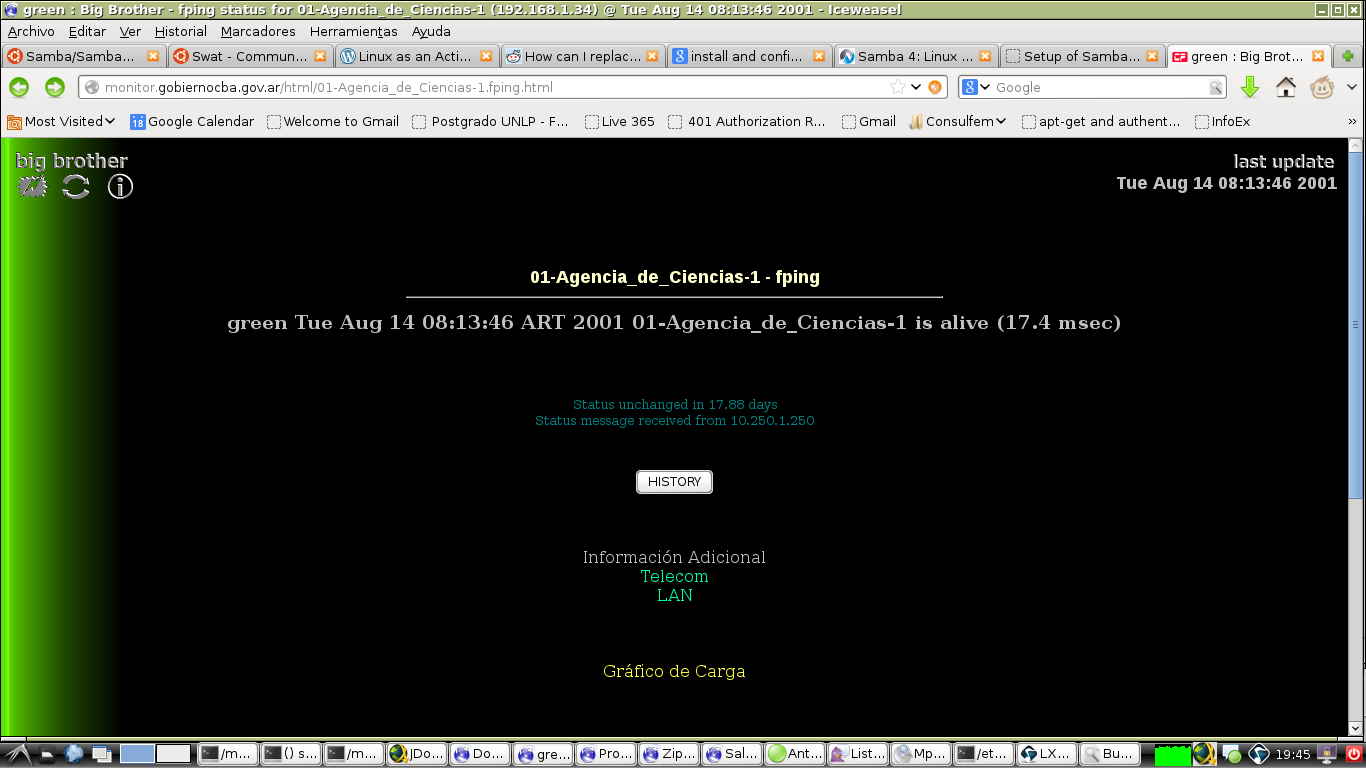 green : Big Brother - fping status for 01-Agencia_de_Ciencias-1 (192.168.1.34) @ Tue Aug 14 08:13:46 2001 - Iceweasel
Archivo Editar Ver Historial Marcadores Herramientas Ayuda
Samba/Samba... Swat - Commun... Linux as an Acti... How can I replac... install and confi... Samba 4: Linux ... Setup of Samba... green : Big Brot...
monitor.gobiernocba.gov.ar/html/01-Agencia_de_Ciencias-1.fping.html Google
Most Visited 18 Google Calendar Welcome to Gmail Postgrado UNLP - F... Live 365 401 Authorization R... Gmail Consulfem apt-get and authent... InfoEx »
big brother
last update
Tue Aug 14 08:13:46 2001
01-Agencia_de_Ciencias-1 - fping
green Tue Aug 14 08:13:46 ART 2001 01-Agencia_de_Ciencias-1 is alive (17.4 msec)
Status unchanged in 17.88 days
Status message received from 10.250.1.250
HISTORY
Información Adicional
Telecom
LAN
Gráfico de Carga
/m... () s... /m... JDo... Do... gre... Pro... Zip... Sal... Ant... List... Mp... /et... LX... Bu... 19:45